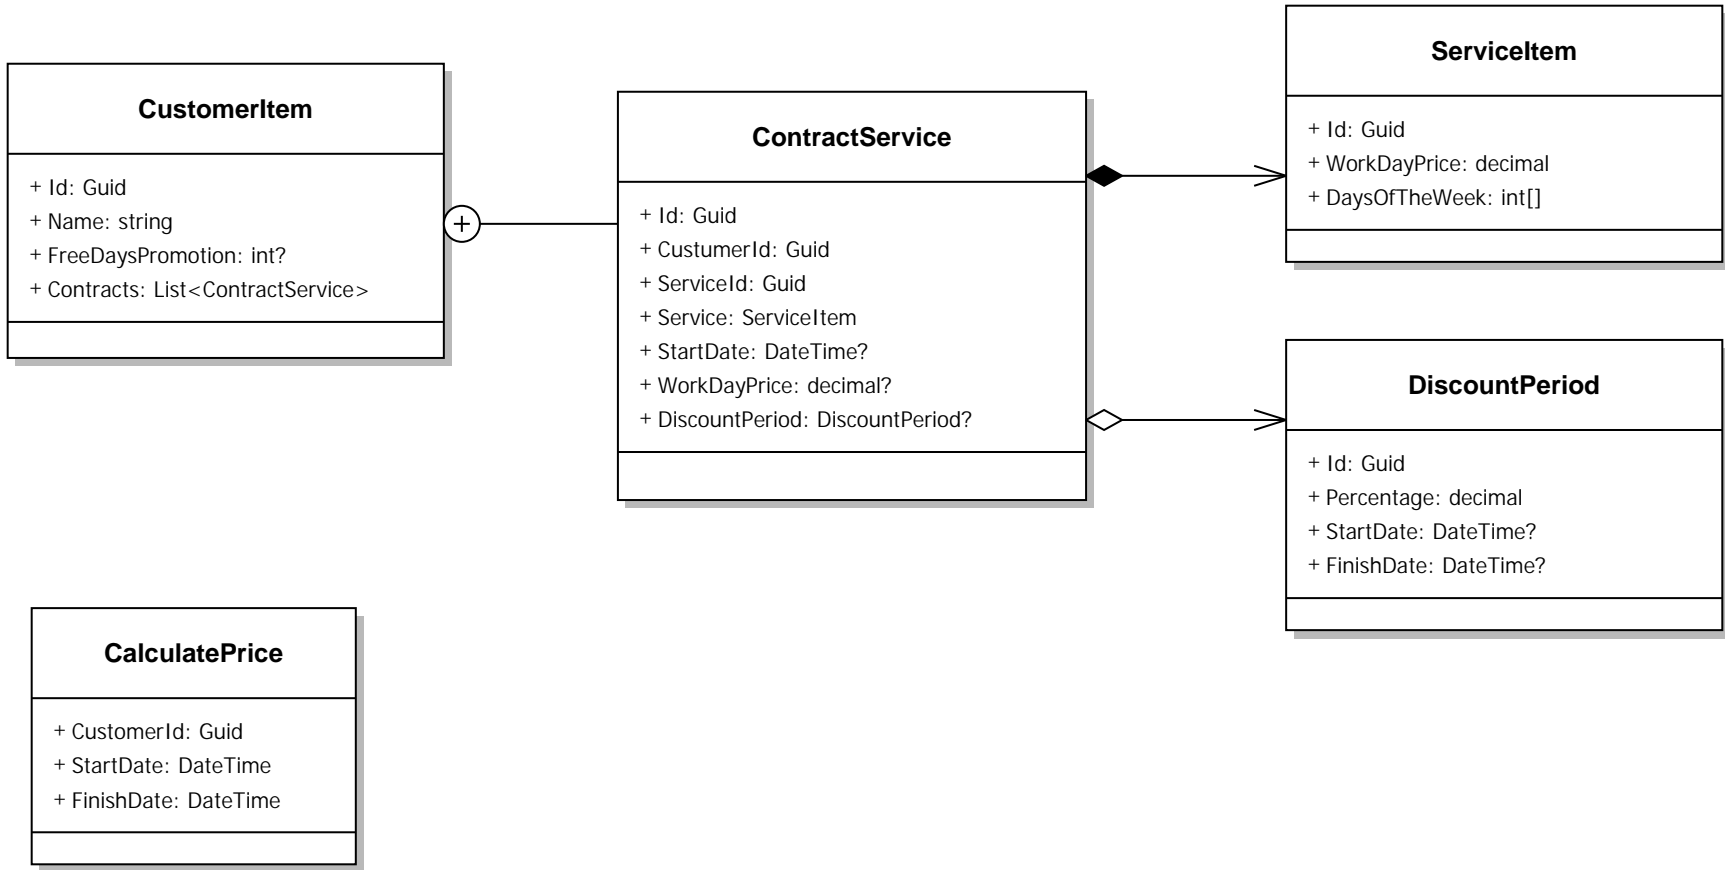 CustomerItem
+ Id: Guid
+ Name: string
+ FreeDaysPromotion: int?
+ Contracts: List<ContractService>
+
ContractService
+ Id: Guid
+ CustumerId: Guid
+ ServiceId: Guid
+ Service: ServiceItem
+ StartDate: DateTime?
+ WorkDayPrice: decimal?
+ DiscountPeriod: DiscountPeriod?
ServiceItem
+ Id: Guid
+ WorkDayPrice: decimal
+ DaysOfTheWeek: int[]
DiscountPeriod
+ Id: Guid
+ Percentage: decimal
+ StartDate: DateTime?
+ FinishDate: DateTime?
CalculatePrice
+ CustomerId: Guid
+ StartDate: DateTime
+ FinishDate: DateTime